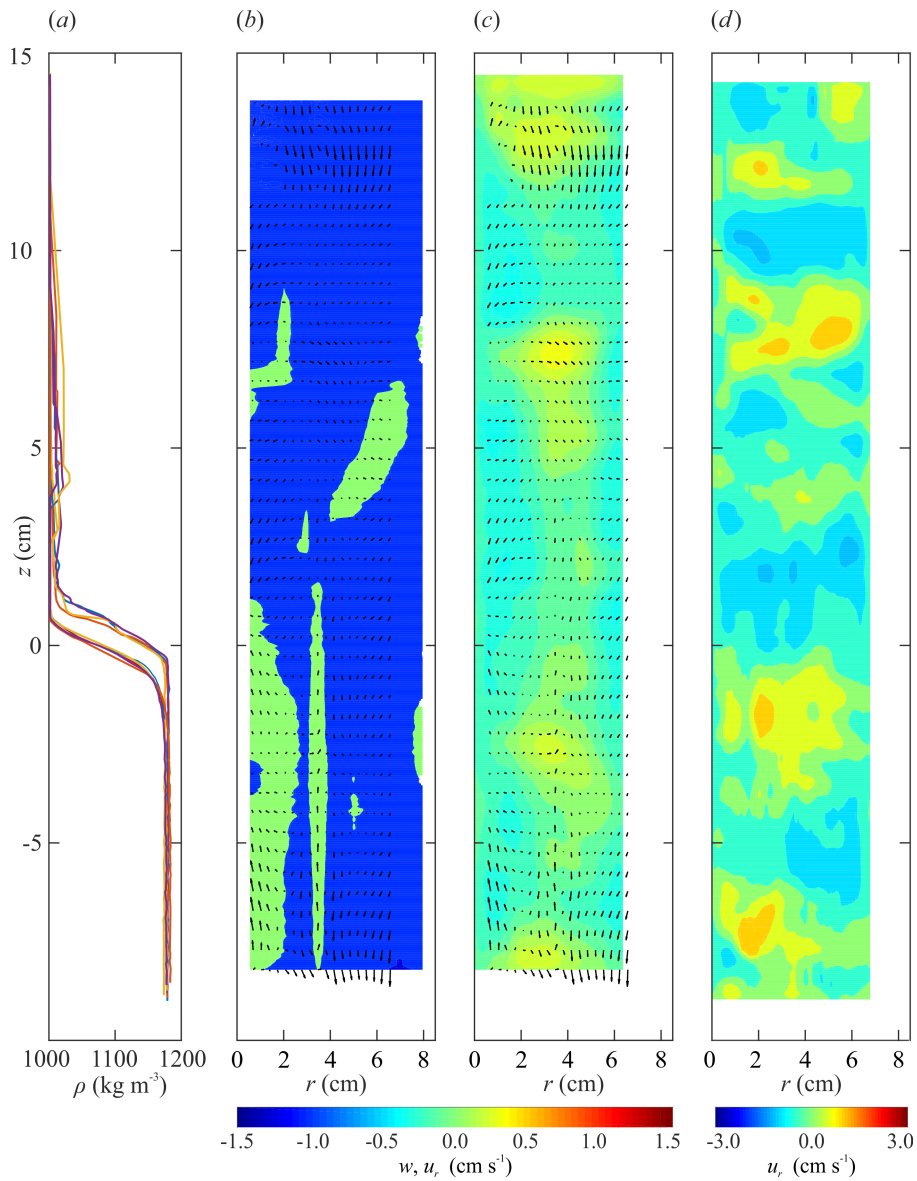 (a) (b) (c) (d)
15
10
5
0
-5
z (cm)
1000 1100 1200 0 2 4 6 8 0 2 4 6 8 0 2 4 6 8
ρ (kg m⁻³) r (cm) r (cm) r (cm)
-1.5 -1.0 -0.5 0.0 0.5 1.0 1.5 -3.0 0.0 3.0
w, uᵣ (cm s⁻¹) uᵣ (cm s⁻¹)